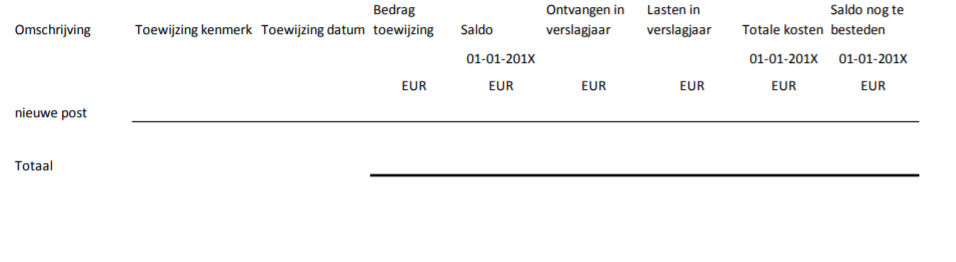 Omschrijving Toewijzing kenmerk Toewijzing datum Bedrag toewijzing Saldo Ontvangen in verslagjaar Lasten in verslagjaar Totale kosten Saldo nog te besteden
01-01-201X 01-01-201X 01-01-201X
EUR EUR EUR EUR EUR EUR
nieuwe post
Totaal